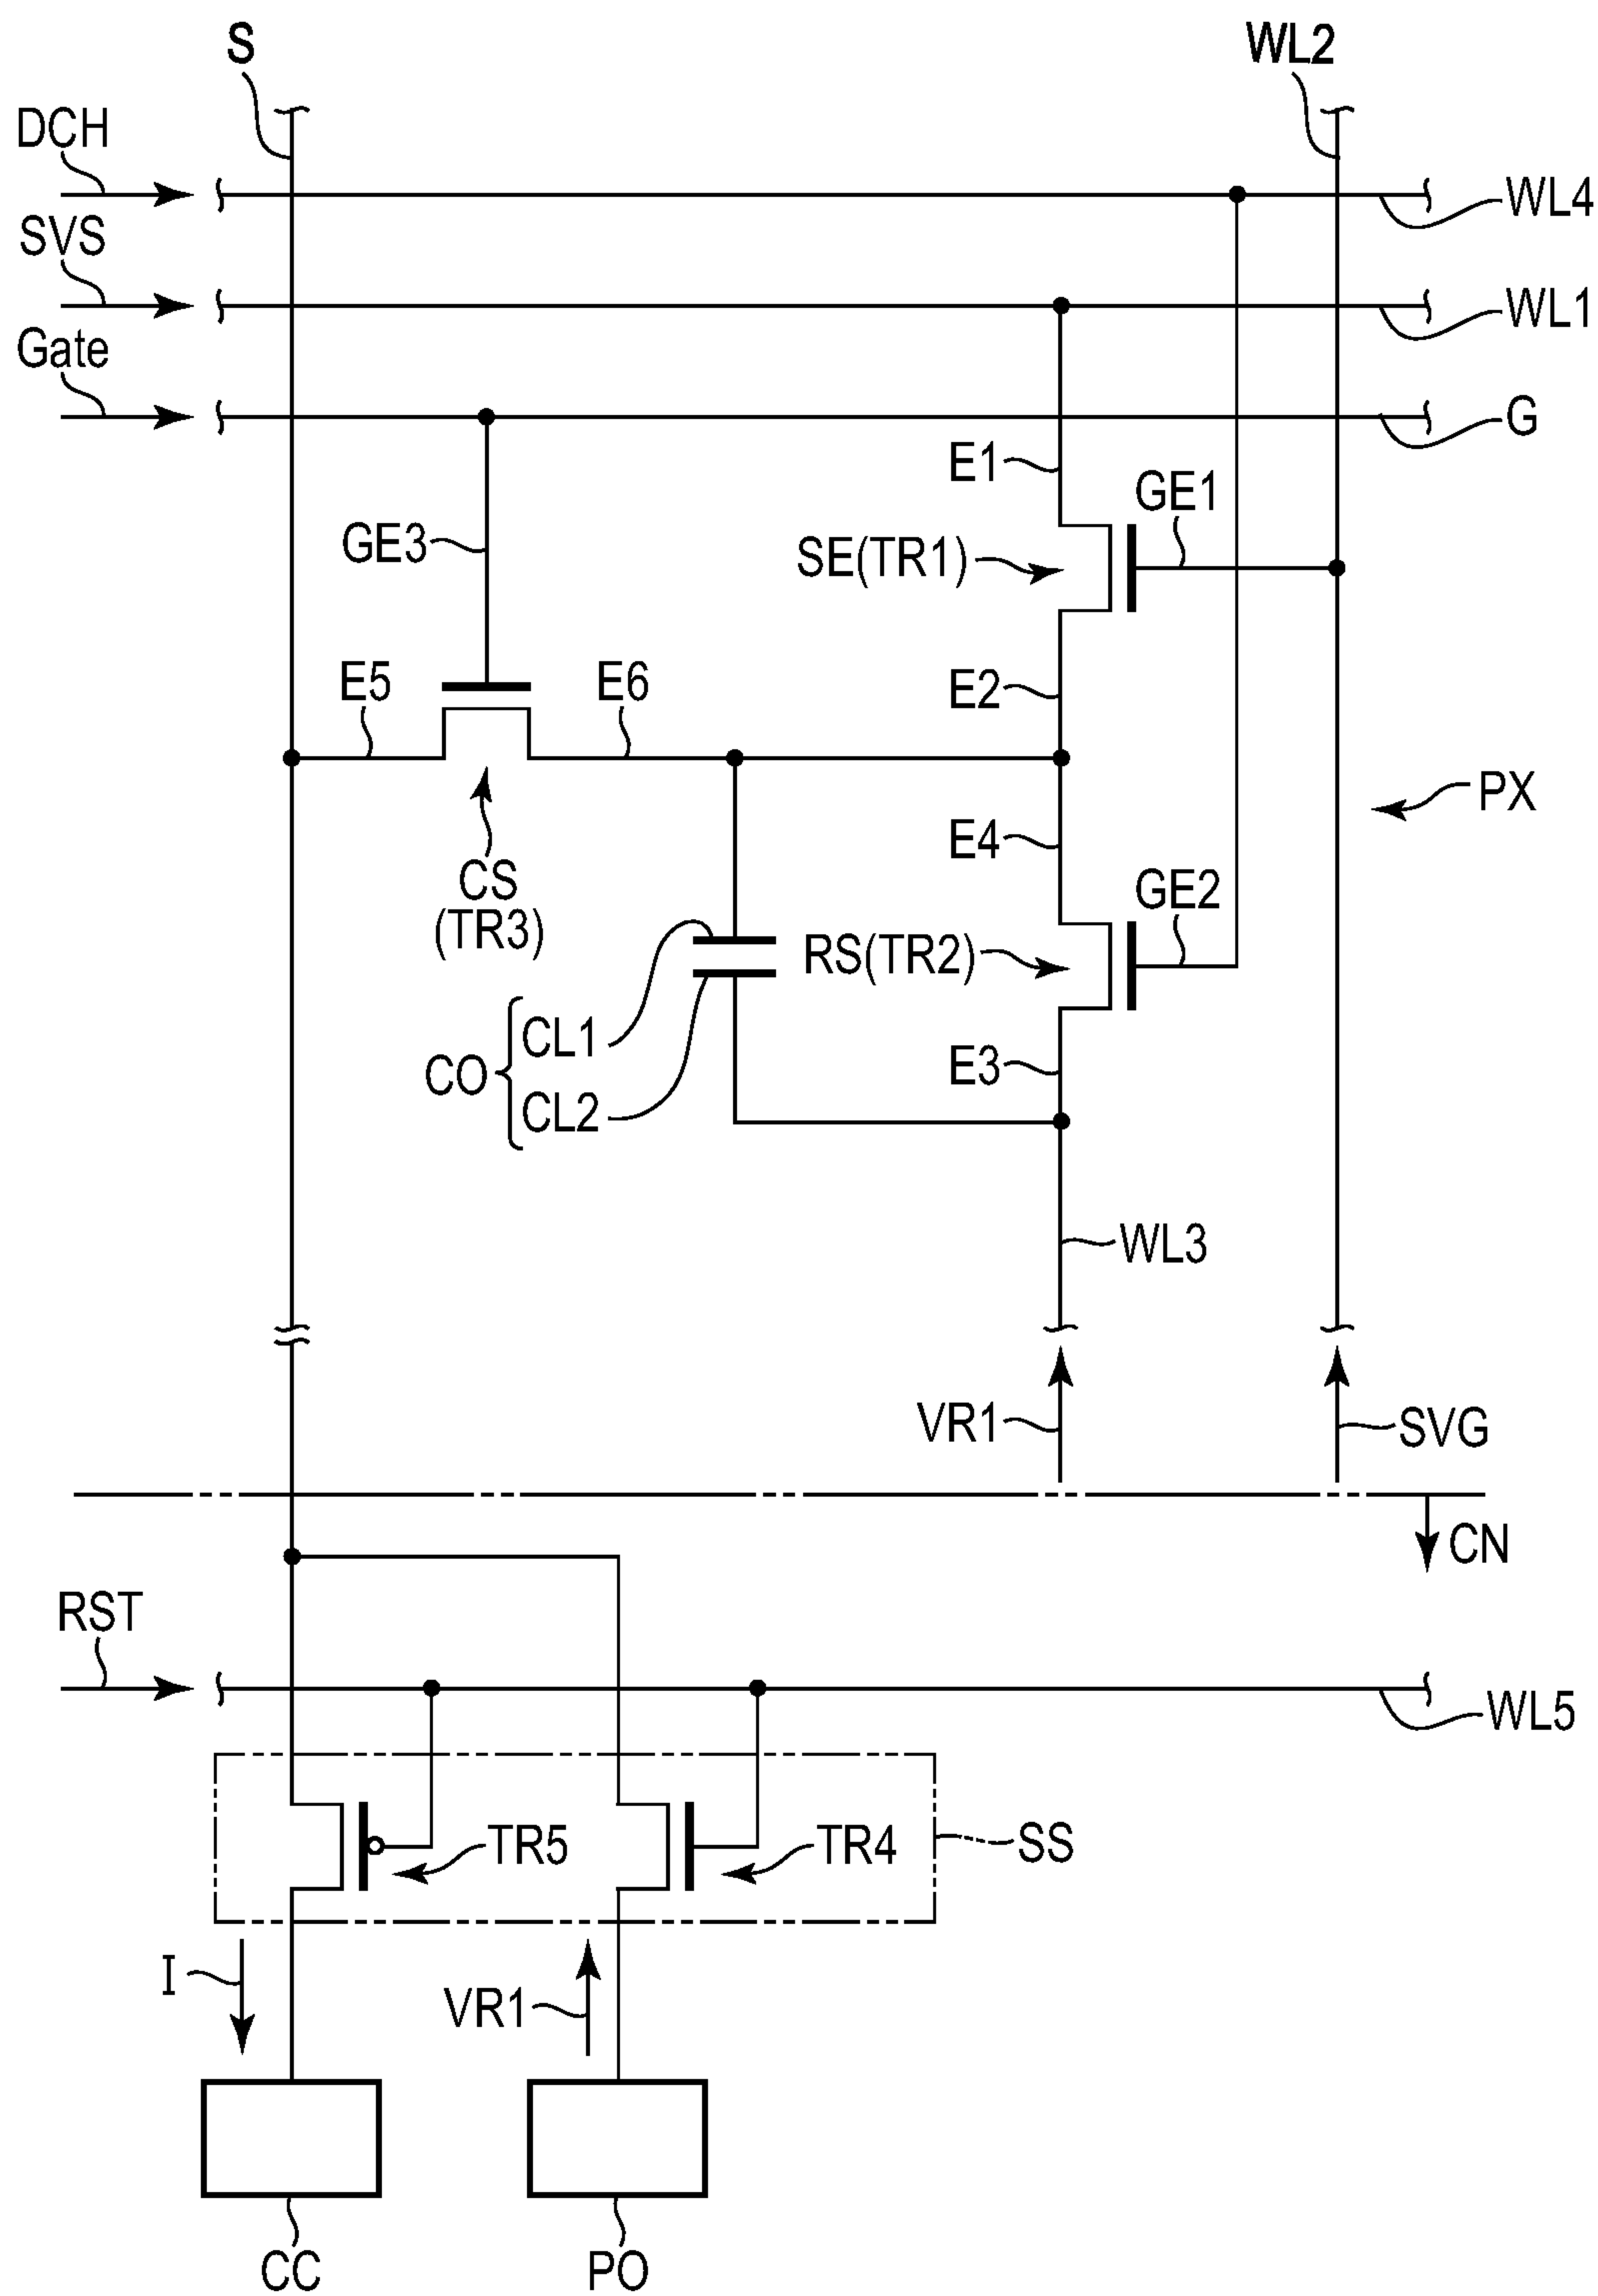 S
WL2
DCH
WL4
SVS
WL1
Gate
G
E1
GE1
GE3
SE(TR1)
E5
E6
E2
PX
E4
CS
(TR3)
GE2
RS(TR2)
CO
CL1
CL2
E3
WL3
VR1
SVG
CN
RST
WL5
TR5
TR4
SS
I
VR1
CC
PO